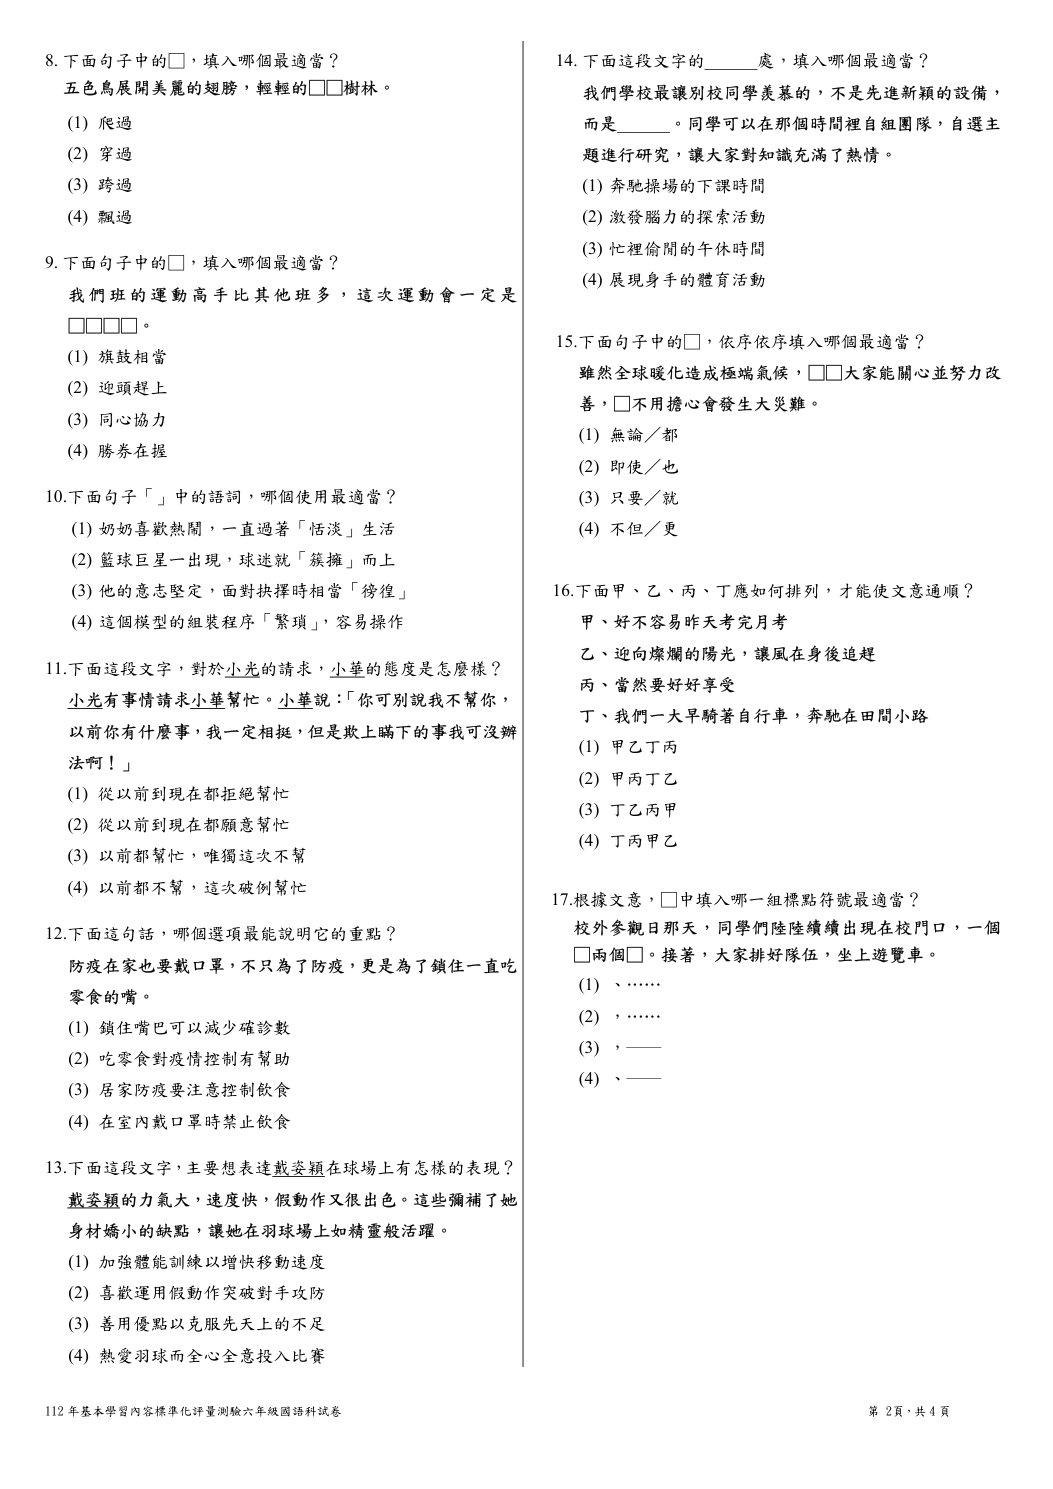 8. 下面句子中的□，填入哪個最適當？
五色鳥展開美麗的翅膀，輕輕的□□樹林。
(1) 爬過
(2) 穿過
(3) 跨過
(4) 飄過
9. 下面句子中的□，填入哪個最適當？
我們班的運動高手比其他班多，這次運動會一定是
□□□□。
(1) 旗鼓相當
(2) 迎頭趕上
(3) 同心協力
(4) 勝券在握
10.下面句子「」中的語詞，哪個使用最適當？
(1) 奶奶喜歡熱鬧，一直過著「恬淡」生活
(2) 籃球巨星一出現，球迷就「簇擁」而上
(3) 他的意志堅定，面對抉擇時相當「徬徨」
(4) 這個模型的組裝程序「繁瑣」，容易操作
11.下面這段文字，對於小光的請求，小華的態度是怎麼樣？
小光有事情請求小華幫忙。小華說：「你可別說我不幫你，
以前你有什麼事，我一定相挺，但是欺上瞞下的事我可沒辦
法啊！」
(1) 從以前到現在都拒絕幫忙
(2) 從以前到現在都願意幫忙
(3) 以前都幫忙，唯獨這次不幫
(4) 以前都不幫，這次破例幫忙
12.下面這句話，哪個選項最能說明它的重點？
防疫在家也要戴口罩，不只為了防疫，更是為了鎖住一直吃
零食的嘴。
(1) 鎖住嘴巴可以減少確診數
(2) 吃零食對疫情控制有幫助
(3) 居家防疫要注意控制飲食
(4) 在室內戴口罩時禁止飲食
13.下面這段文字，主要想表達戴姿穎在球場上有怎樣的表現？
戴姿穎的力氣大，速度快，假動作又很出色。這些彌補了她
身材嬌小的缺點，讓她在羽球場上如精靈般活躍。
(1) 加強體能訓練以增快移動速度
(2) 喜歡運用假動作突破對手攻防
(3) 善用優點以克服先天上的不足
(4) 熱愛羽球而全心全意投入比賽
14. 下面這段文字的______處，填入哪個最適當？
我們學校最讓別校同學羨慕的，不是先進新穎的設備，
而是______。同學可以在那個時間裡自組團隊，自選主
題進行研究，讓大家對知識充滿了熱情。
(1) 奔馳操場的下課時間
(2) 激發腦力的探索活動
(3) 忙裡偷閒的午休時間
(4) 展現身手的體育活動
15.下面句子中的□，依序依序填入哪個最適當？
雖然全球暖化造成極端氣候，□□大家能關心並努力改
善，□不用擔心會發生大災難。
(1) 無論／都
(2) 即使／也
(3) 只要／就
(4) 不但／更
16.下面甲、乙、丙、丁應如何排列，才能使文意通順？
甲、好不容易昨天考完月考
乙、迎向燦爛的陽光，讓風在身後追趕
丙、當然要好好享受
丁、我們一大早騎著自行車，奔馳在田間小路
(1) 甲乙丁丙
(2) 甲丙丁乙
(3) 丁乙丙甲
(4) 丁丙甲乙
17.根據文意，□中填入哪一組標點符號最適當？
校外參觀日那天，同學們陸陸續續出現在校門口，一個
□兩個□。接著，大家排好隊伍，坐上遊覽車。
(1) 、……
(2) ，……
(3) ，——
(4) 、——
112 年基本學習內容標準化評量測驗六年級國語科試卷
第 2頁，共 4 頁